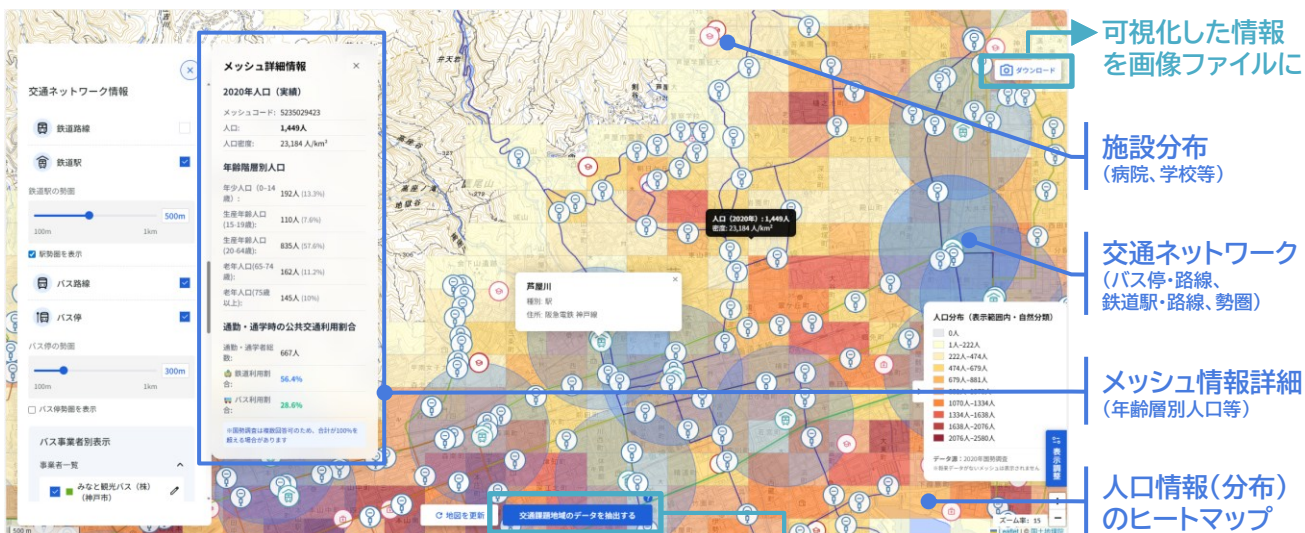 交通ネットワーク情報
鉄道路線
鉄道駅
鉄道駅の勢圏
500m
100m
1km
駅勢圏を表示
バス路線
バス停
バス停の勢圏
300m
100m
1km
バス停勢圏を表示
バス事業者別表示
事業者一覧
みなと観光バス（株）
（神戸市）
500 m
メッシュ詳細情報
2020年人口（実績）
メッシュコード: 5235029423
人口: 1,449人
人口密度: 23,184 人/km²
年齢階層別人口
年少人口（0-14
歳）: 192人 (13.3%)
生産年齢人口
(15-19歳): 110人 (7.6%)
生産年齢人口
(20-64歳): 835人 (57.6%)
老年人口(65-74
歳): 162人 (11.2%)
老年人口(75歳
以上): 145人 (10%)
通勤・通学時の公共交通利用割合
通勤・通学者総
数: 667人
鉄道利用割
合: 56.4%
バス利用割
合: 28.6%
※国勢調査は複数回答可のため、合計が100%を
超える場合があります
弁天岩
高座ノ滝
地獄谷
城山
人口（2020年）: 1,449人
密度: 23,184 人/km²
芦屋川
種別: 駅
住所: 阪急電鉄 神戸線
地図を更新
交通課題地域のデータを抽出する
ダウンロード
人口分布（表示範囲内・自然分類）
0人
1人-222人
222人-474人
474人-679人
679人-881人
1070人-1334人
1334人-1638人
1638人-2076人
2076人-2580人
データ源：2020年国勢調査
表示調整
ズーム率: 15
Leaflet
可視化した情報
を画像ファイルに
施設分布
（病院、学校等）
交通ネットワーク
（バス停・路線、
鉄道駅・路線、勢圏）
メッシュ情報詳細
（年齢層別人口等）
人口情報（分布）
のヒートマップ